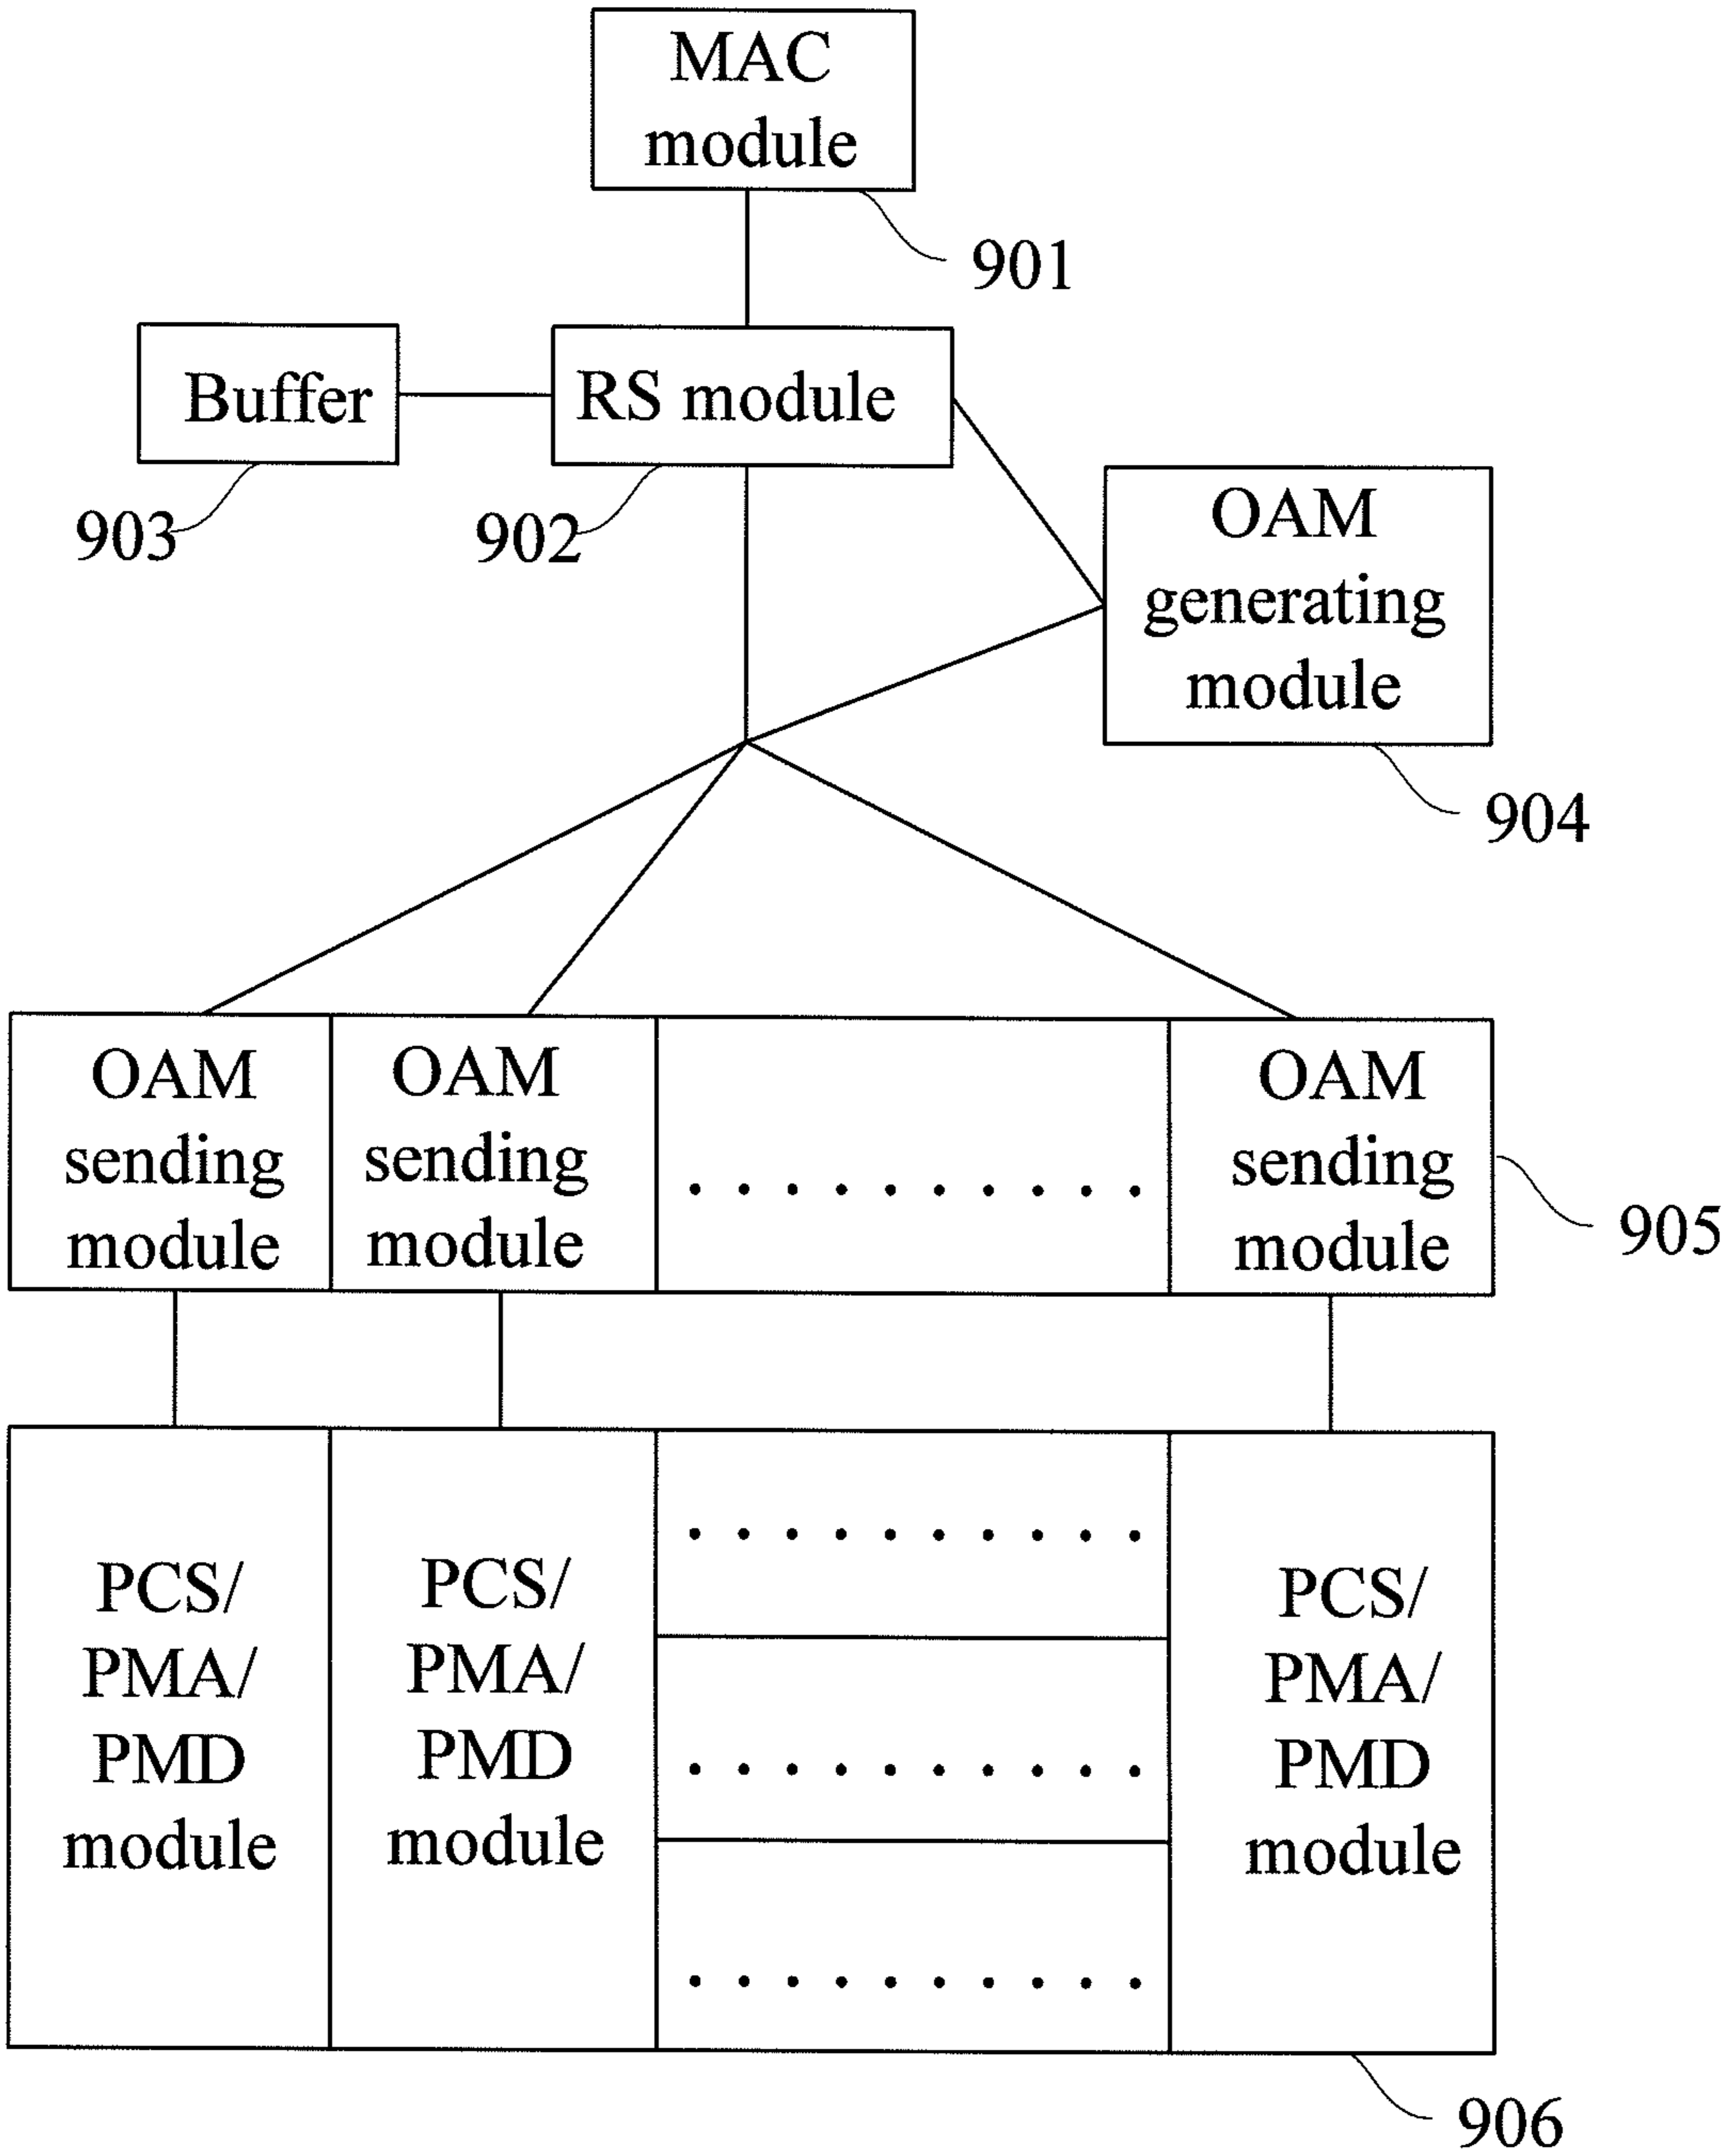 MAC
module
901
Buffer
RS module
903
902
OAM
generating
module
904
OAM
sending
module
OAM
sending
module
. . . . . . . . . .
OAM
sending
module
905
PCS/
PMA/
PMD
module
PCS/
PMA/
PMD
module
. . . . . . . . . .
. . . . . . . . . .
. . . . . . . . . .
PCS/
PMA/
PMD
module
906